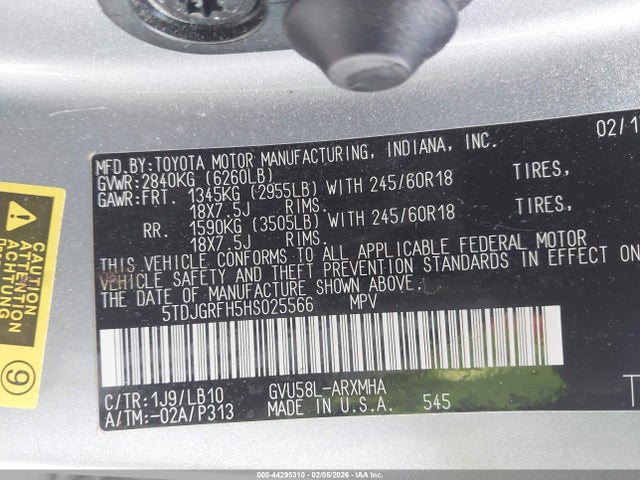 MFD.BY:TOYOTA MOTOR MANUFACTURING, INDIANA, INC. 02/1
GVWR:2840KG (6260LB)
GAWR:FRT. 1345KG (2955LB) WITH 245/60R18 TIRES,
18X7.5J RIMS.
RR. 1590KG (3505LB) WITH 245/60R18 TIRES,
18X7.5J RIMS.
THIS VEHICLE CONFORMS TO ALL APPLICABLE FEDERAL MOTOR
VEHICLE SAFETY AND THEFT PREVENTION STANDARDS IN EFFECT ON
THE DATE OF MANUFACTURE SHOWN ABOVE.
5TDJGRFH5HS025566 MPV
C/TR:1J9/LB10 GVU58L-ARXMHA
A/TM:-02A/P313 MADE IN U.S.A. 545
T
CAUTION
ATTENTION
ACHTUNG
9
000-44295310 - 02/05/2026 - IAAI.CA